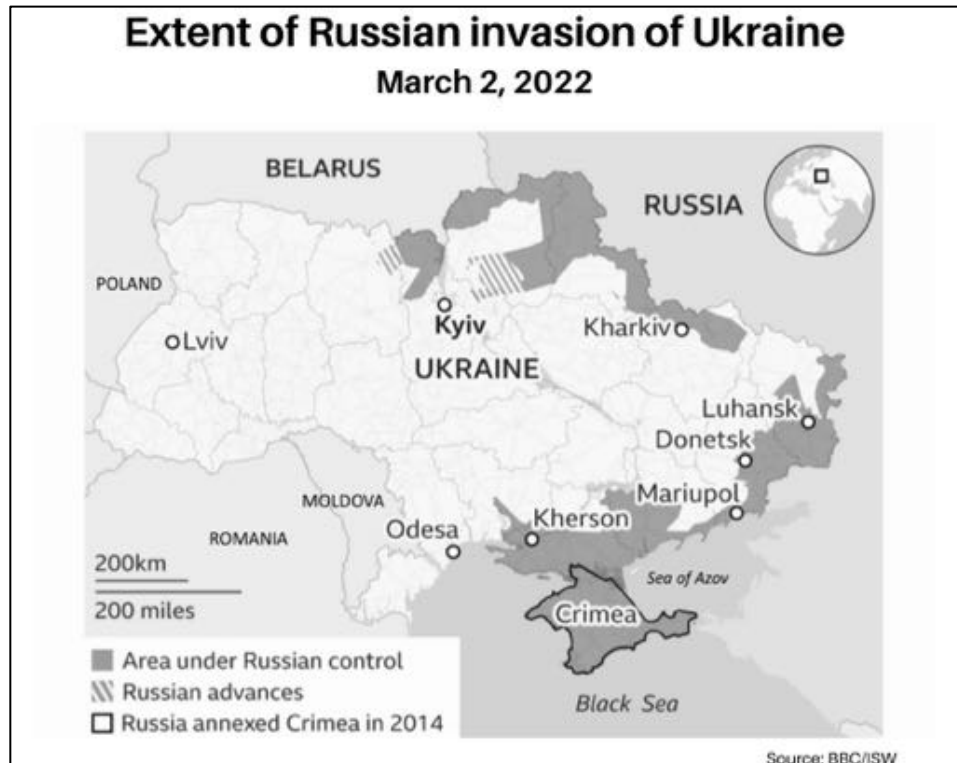 Extent of Russian invasion of Ukraine
March 2, 2022
BELARUS
RUSSIA
POLAND
Kyiv
Lviv
Kharkiv
UKRAINE
Luhansk
Donetsk
MOLDOVA
Mariupol
ROMANIA
Odesa
Kherson
200km
Sea of Azov
200 miles
Crimea
Area under Russian control
Russian advances
Black Sea
Russia annexed Crimea in 2014
Source: BBC/ISW